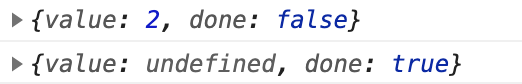 {value: 2, done: false}
{value: undefined, done: true}